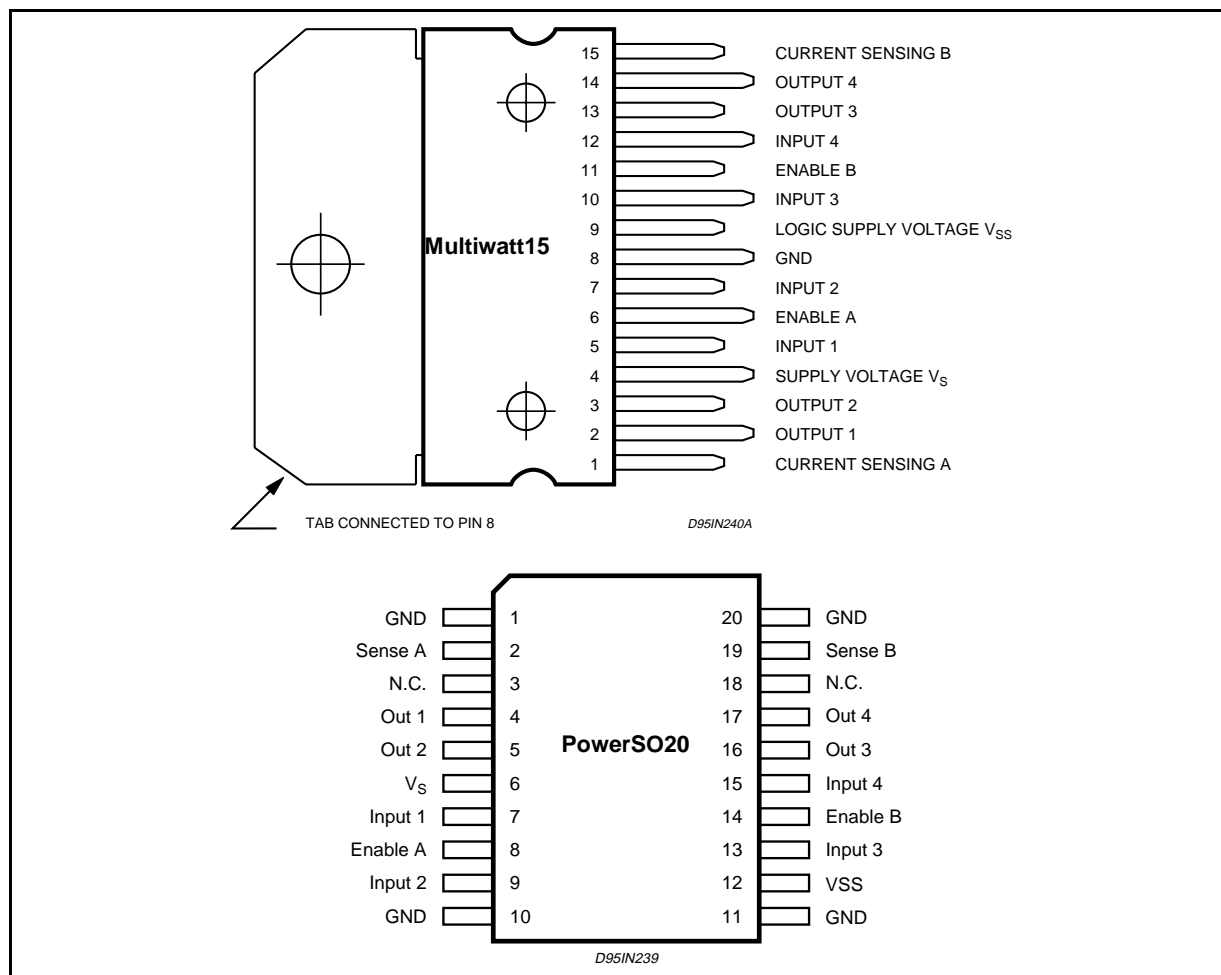 15 CURRENT SENSING B
14 OUTPUT 4
13 OUTPUT 3
12 INPUT 4
11 ENABLE B
10 INPUT 3
9 LOGIC SUPPLY VOLTAGE VSS
Multiwatt15
8 GND
7 INPUT 2
6 ENABLE A
5 INPUT 1
4 SUPPLY VOLTAGE VS
3 OUTPUT 2
2 OUTPUT 1
1 CURRENT SENSING A
TAB CONNECTED TO PIN 8
D95IN240A
GND 1 20 GND
Sense A 2 19 Sense B
N.C. 3 18 N.C.
Out 1 4 17 Out 4
Out 2 5 PowerSO20 16 Out 3
VS 6 15 Input 4
Input 1 7 14 Enable B
Enable A 8 13 Input 3
Input 2 9 12 VSS
GND 10 11 GND
D95IN239